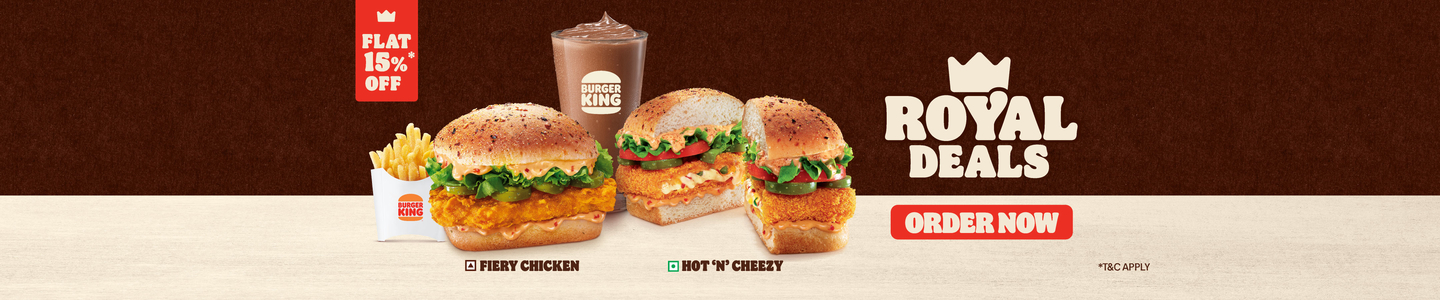 FLAT
15%*
OFF
BURGER
KING
BURGER
KING
ROYAL
DEALS
ORDER NOW
FIERY CHICKEN
HOT ‘N’ CHEEZY
*T&C APPLY